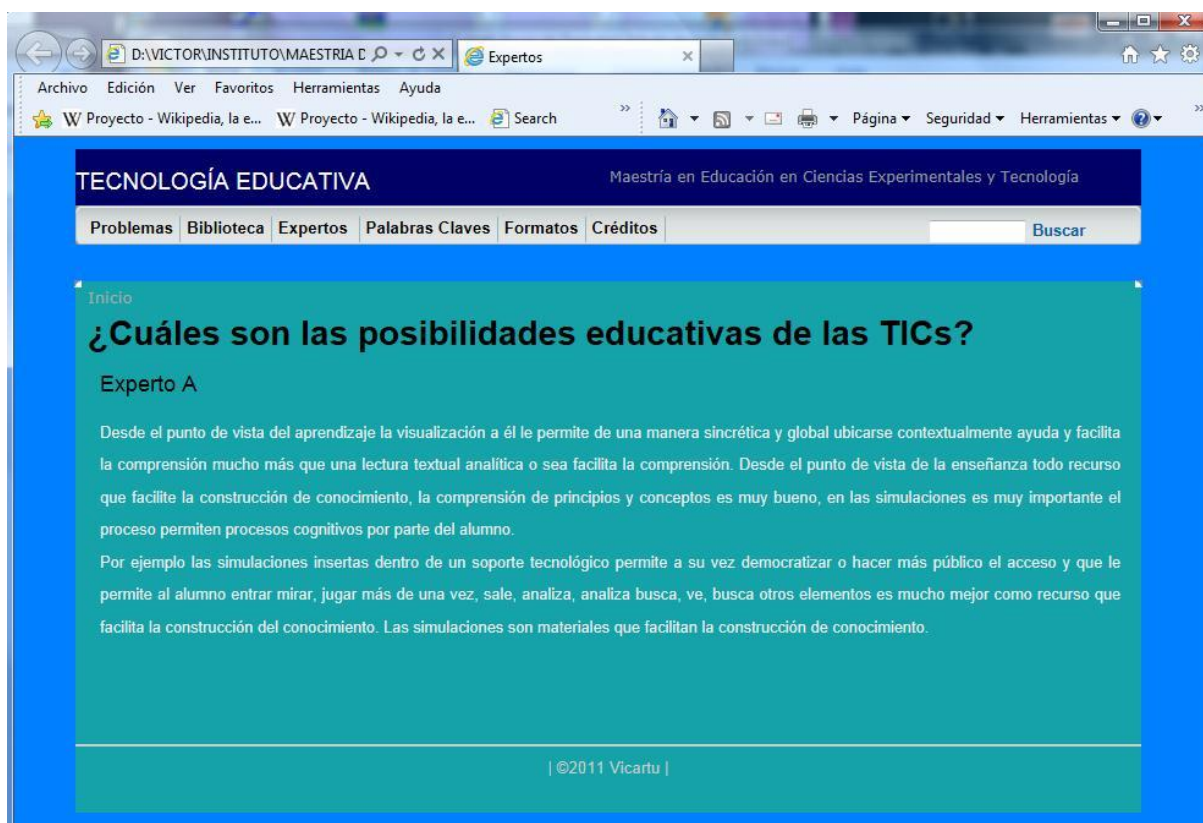 D:\VICTOR\INSTITUTO\MAESTRIA D
Expertos
Archivo Edición Ver Favoritos Herramientas Ayuda
W Proyecto - Wikipedia, la e... W Proyecto - Wikipedia, la e... Search » Página Seguridad Herramientas »
TECNOLOGÍA EDUCATIVA Maestría en Educación en Ciencias Experimentales y Tecnología
Problemas Biblioteca Expertos Palabras Claves Formatos Créditos Buscar
Inicio
¿Cuáles son las posibilidades educativas de las TICs?
Experto A
Desde el punto de vista del aprendizaje la visualización a él le permite de una manera sincrética y global ubicarse contextualmente ayuda y facilita
la comprensión mucho más que una lectura textual analítica o sea facilita la comprensión. Desde el punto de vista de la enseñanza todo recurso
que facilite la construcción de conocimiento, la comprensión de principios y conceptos es muy bueno, en las simulaciones es muy importante el
proceso permiten procesos cognitivos por parte del alumno.
Por ejemplo las simulaciones insertas dentro de un soporte tecnológico permite a su vez democratizar o hacer más público el acceso y que le
permite al alumno entrar mirar, jugar más de una vez, sale, analiza, analiza busca, ve, busca otros elementos es mucho mejor como recurso que
facilita la construcción del conocimiento. Las simulaciones son materiales que facilitan la construcción de conocimiento.
| ©2011 Vicartu |